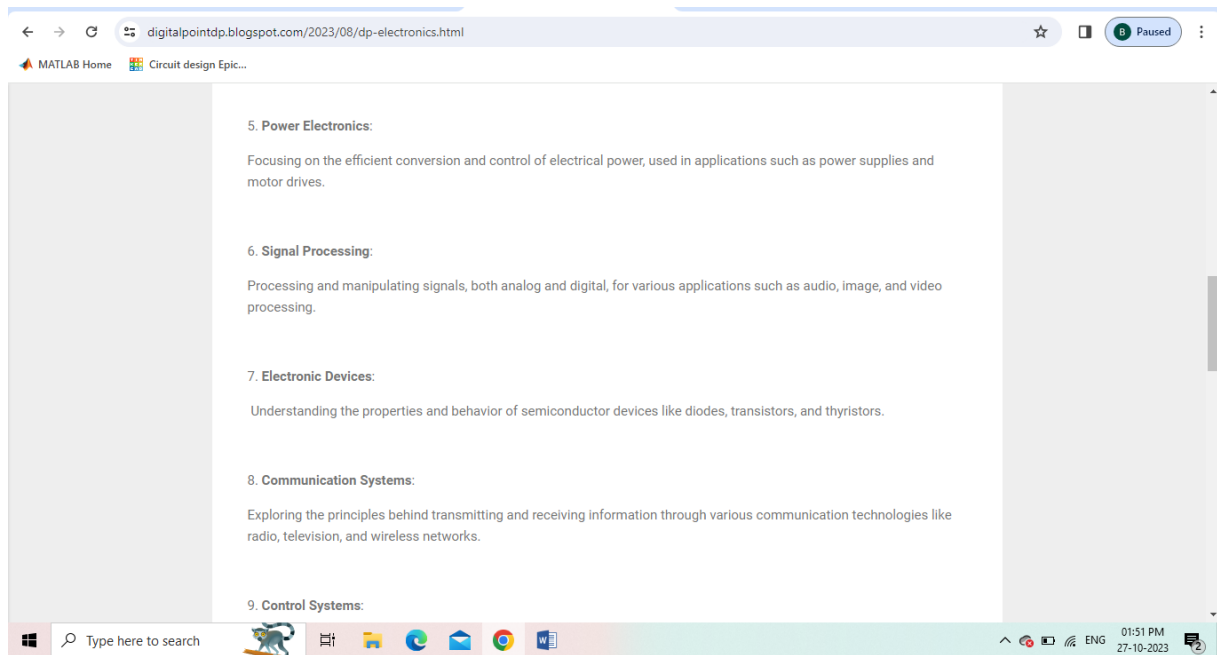 digitalpointdp.blogspot.com/2023/08/dp-electronics.html
B Paused
MATLAB Home Circuit design Epic...
5. Power Electronics:
Focusing on the efficient conversion and control of electrical power, used in applications such as power supplies and
motor drives.
6. Signal Processing:
Processing and manipulating signals, both analog and digital, for various applications such as audio, image, and video
processing.
7. Electronic Devices:
Understanding the properties and behavior of semiconductor devices like diodes, transistors, and thyristors.
8. Communication Systems:
Exploring the principles behind transmitting and receiving information through various communication technologies like
radio, television, and wireless networks.
9. Control Systems:
Type here to search
W
ENG
01:51 PM
27-10-2023
2